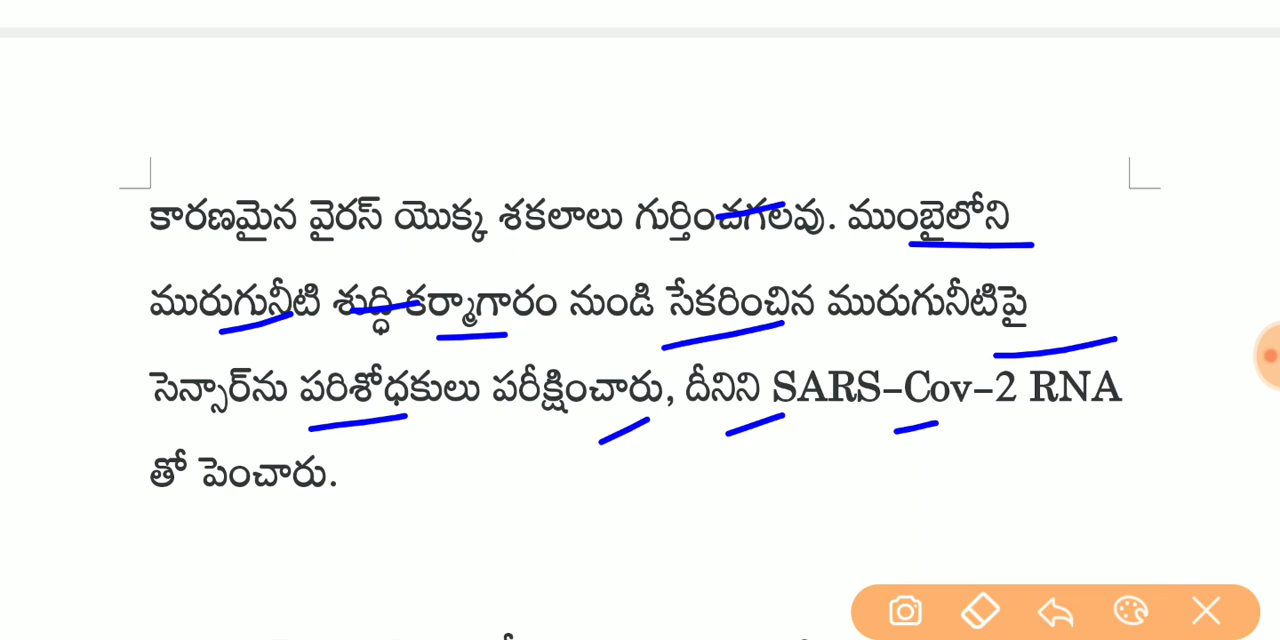 కారణమైన వైరస్ యొక్క శకలాలు గుర్తించగలవు. ముంబైలోని
మురుగునీటి శుద్ధి కర్మాగారం నుండి సేకరించిన మురుగునీటిపై
సెన్సార్‌ను పరిశోధకులు పరీక్షించారు, దీనిని SARS-Cov-2 RNA
తో పెంచారు.